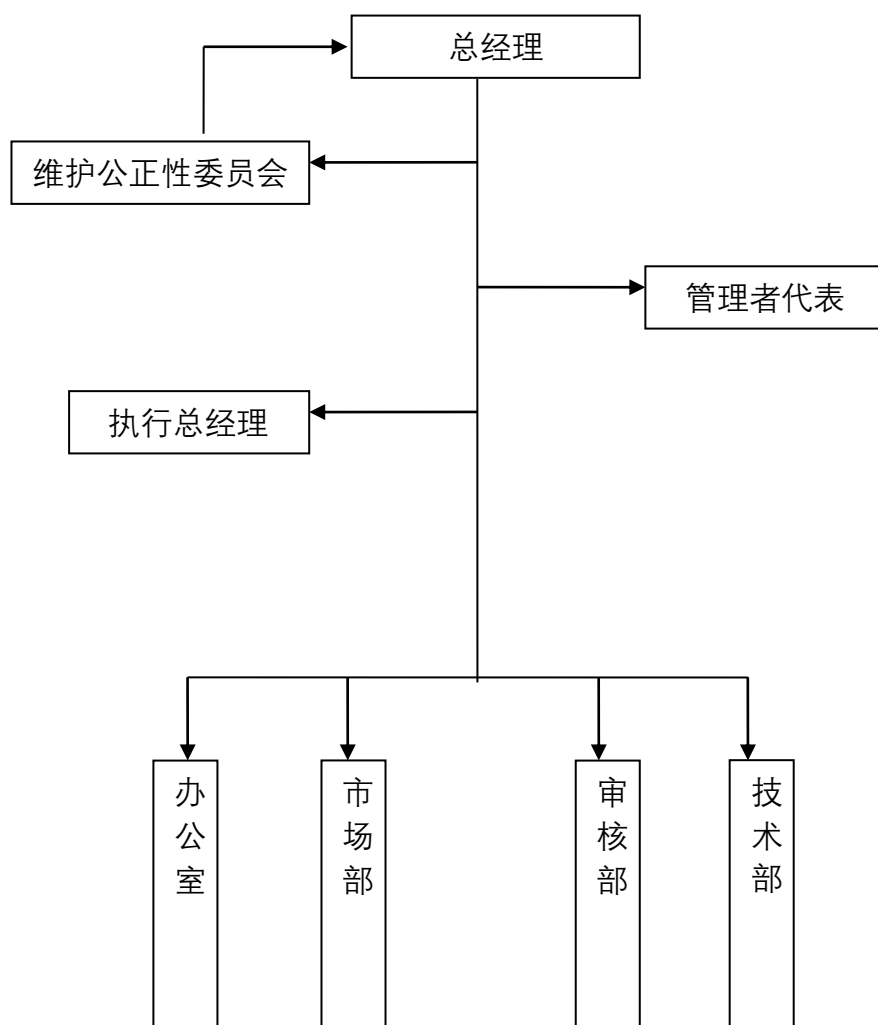 总经理
维护公正性委员会
管理者代表
执行总经理
办公室
市场部
审核部
技术部